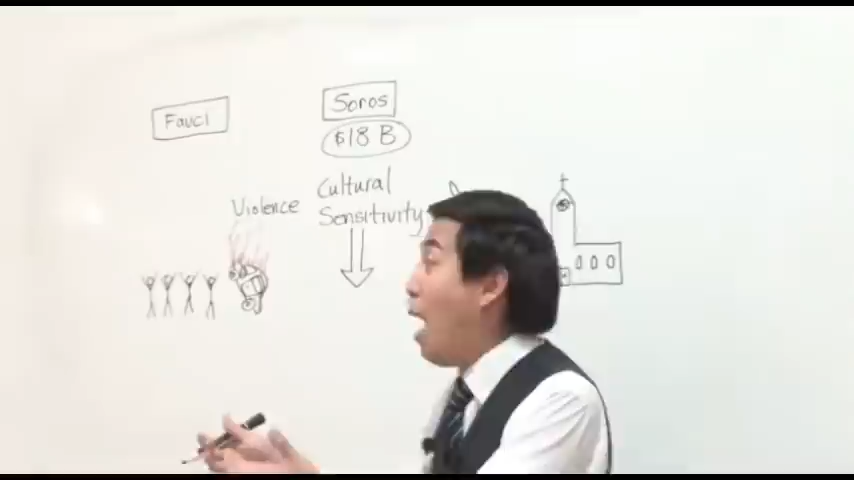 Fauci
Soros
$18 B
Violence
Cultural
Sensitivity